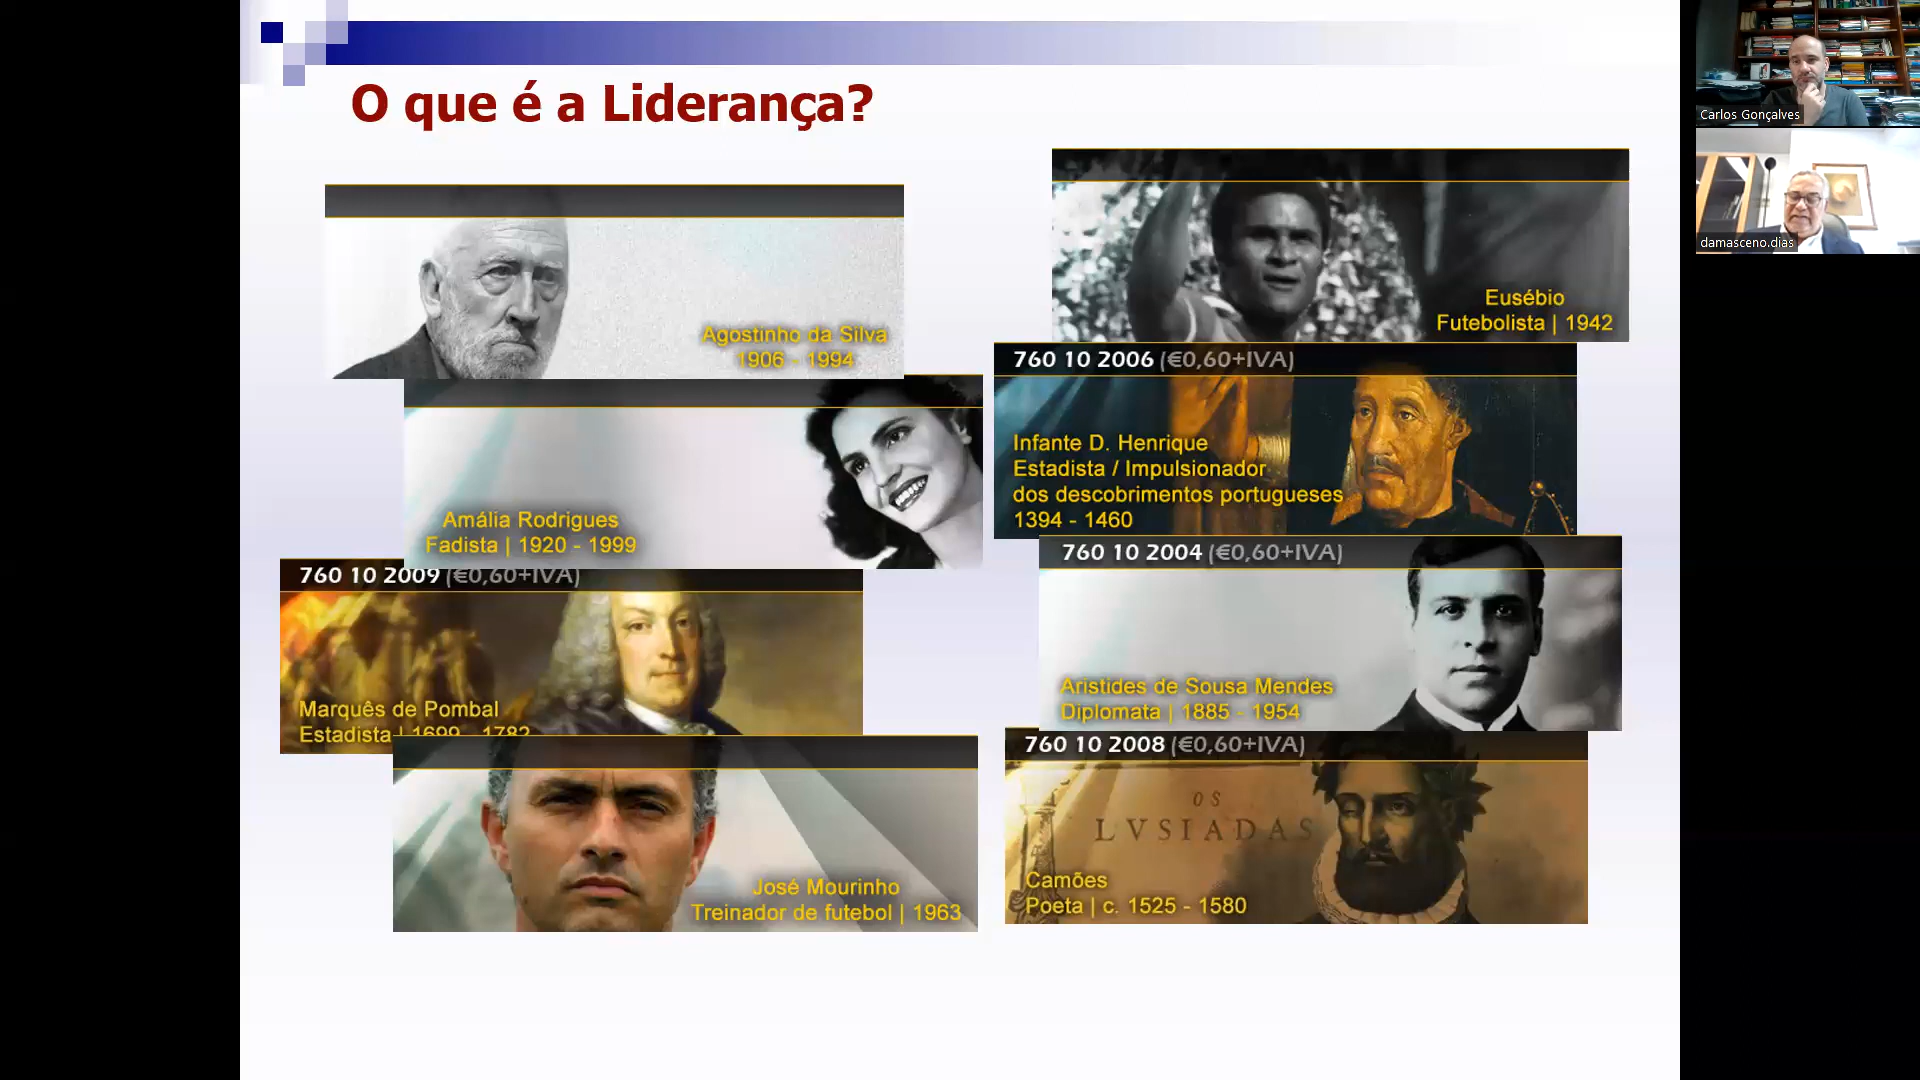 O que é a Liderança?
Agostinho da Silva
1906 - 1994
Amália Rodrigues
Fadista | 1920 - 1999
760 10 2009 (€0,60+IVA)
Marquês de Pombal
Estadista | 1699 - 1782
José Mourinho
Treinador de futebol | 1963
Eusébio
Futebolista | 1942
760 10 2006 (€0,60+IVA)
Infante D. Henrique
Estadista / Impulsionador
dos descobrimentos portugueses
1394 - 1460
760 10 2004 (€0,60+IVA)
Aristides de Sousa Mendes
Diplomata | 1885 - 1954
760 10 2008 (€0,60+IVA)
OS
LVSIADAS
Camões
Poeta | c. 1525 - 1580
Carlos Gonçalves
damasceno.dias